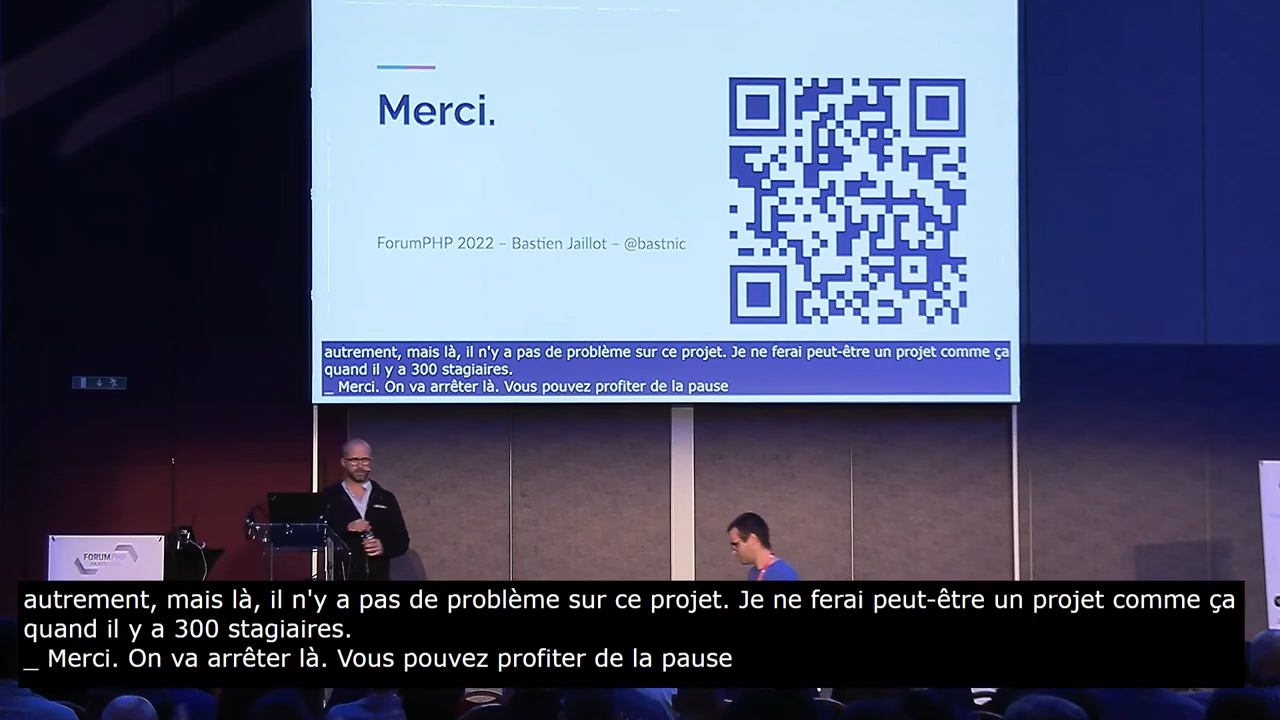 Merci.
ForumPHP 2022 – Bastien Jaillot – @bastnic
autrement, mais là, il n'y a pas de problème sur ce projet. Je ne ferai peut-être un projet comme ça
quand il y a 300 stagiaires.
_ Merci. On va arrêter là. Vous pouvez profiter de la pause
FORUMPHP
autrement, mais là, il n'y a pas de problème sur ce projet. Je ne ferai peut-être un projet comme ça
quand il y a 300 stagiaires.
_ Merci. On va arrêter là. Vous pouvez profiter de la pause